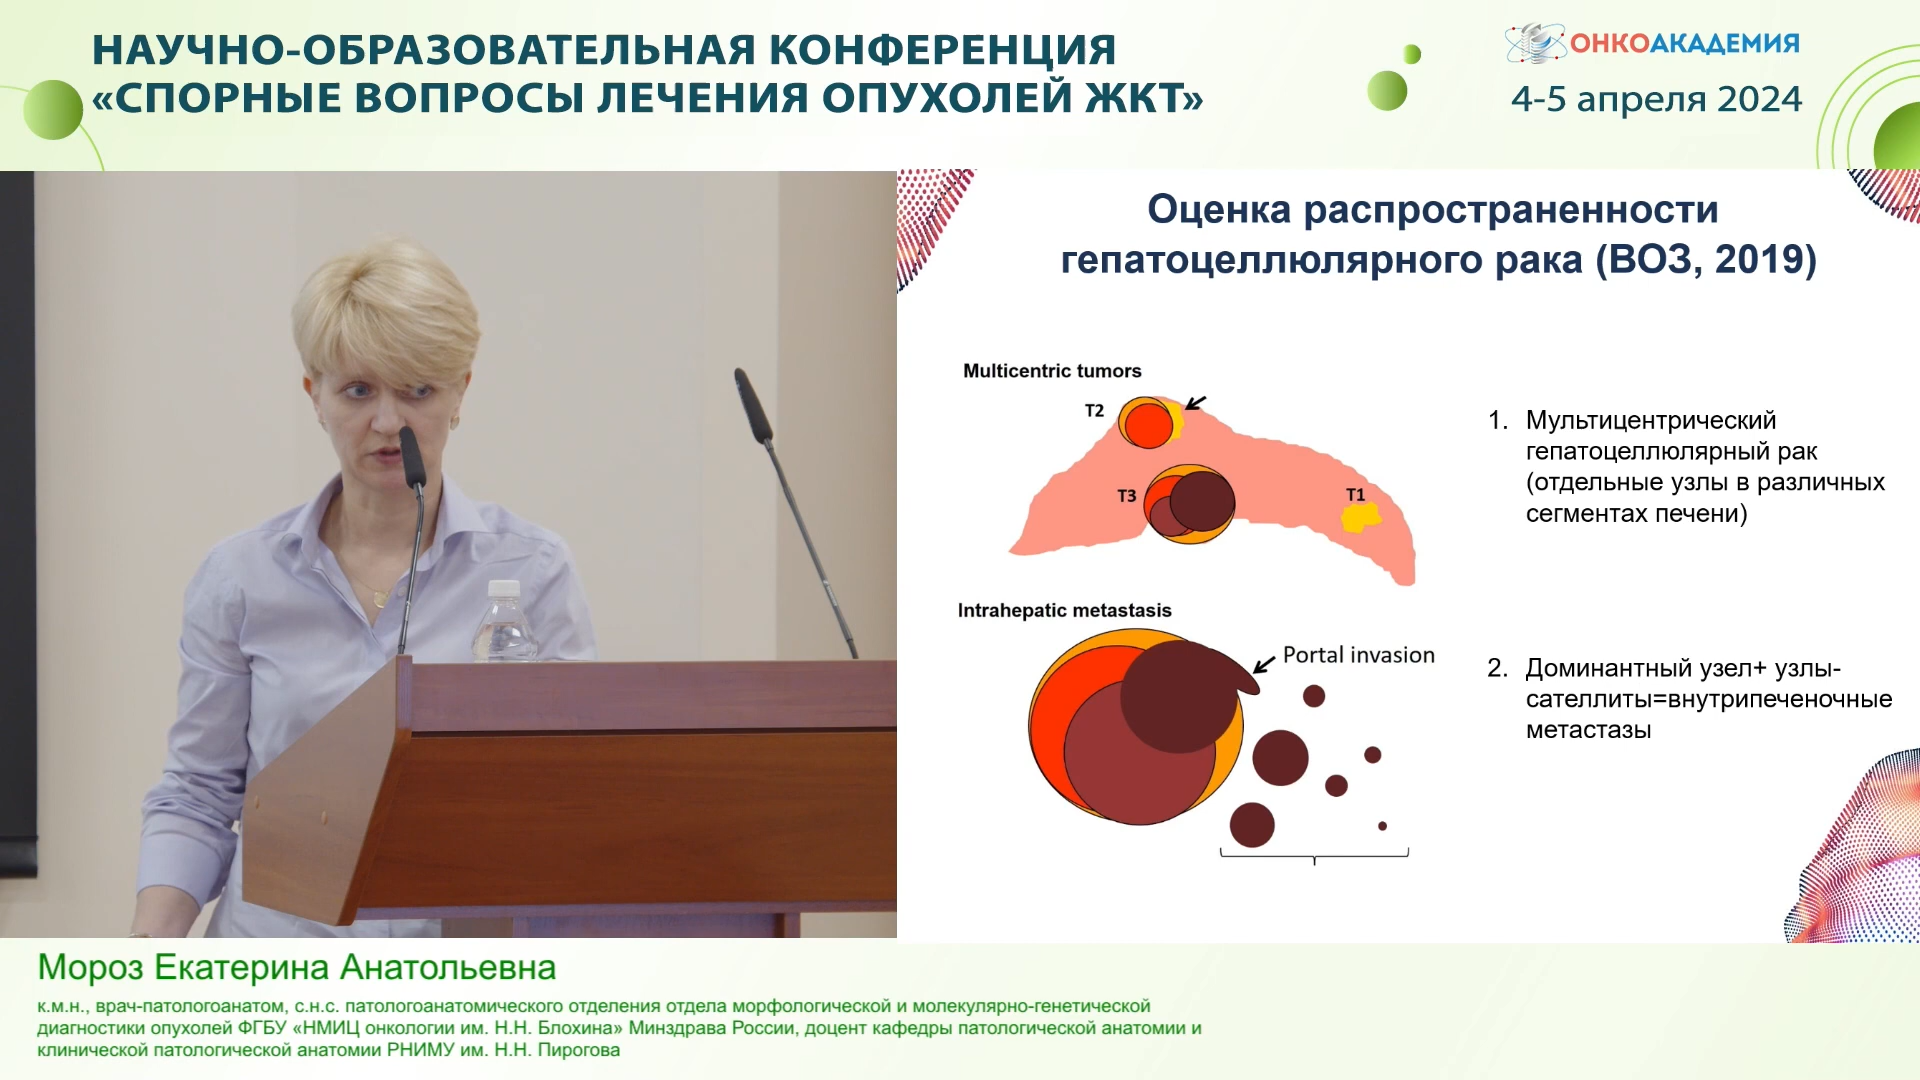 НАУЧНО-ОБРАЗОВАТЕЛЬНАЯ КОНФЕРЕНЦИЯ
«СПОРНЫЕ ВОПРОСЫ ЛЕЧЕНИЯ ОПУХОЛЕЙ ЖКТ»
ОНКОАКАДЕМИЯ
4-5 апреля 2024
Оценка распространенности
гепатоцеллюлярного рака (ВОЗ, 2019)
Multicentric tumors
T2
T3
T1
1. Мультицентрический
гепатоцеллюлярный рак
(отдельные узлы в различных
сегментах печени)
Intrahepatic metastasis
Portal invasion
2. Доминантный узел+ узлы-
сателлиты=внутрипеченочные
метастазы
Мороз Екатерина Анатольевна
к.м.н., врач-патологоанатом, с.н.с. патологоанатомического отделения отдела морфологической и молекулярно-генетической
диагностики опухолей ФГБУ «НМИЦ онкологии им. Н.Н. Блохина» Минздрава России, доцент кафедры патологической анатомии и
клинической патологической анатомии РНИМУ им. Н.Н. Пирогова